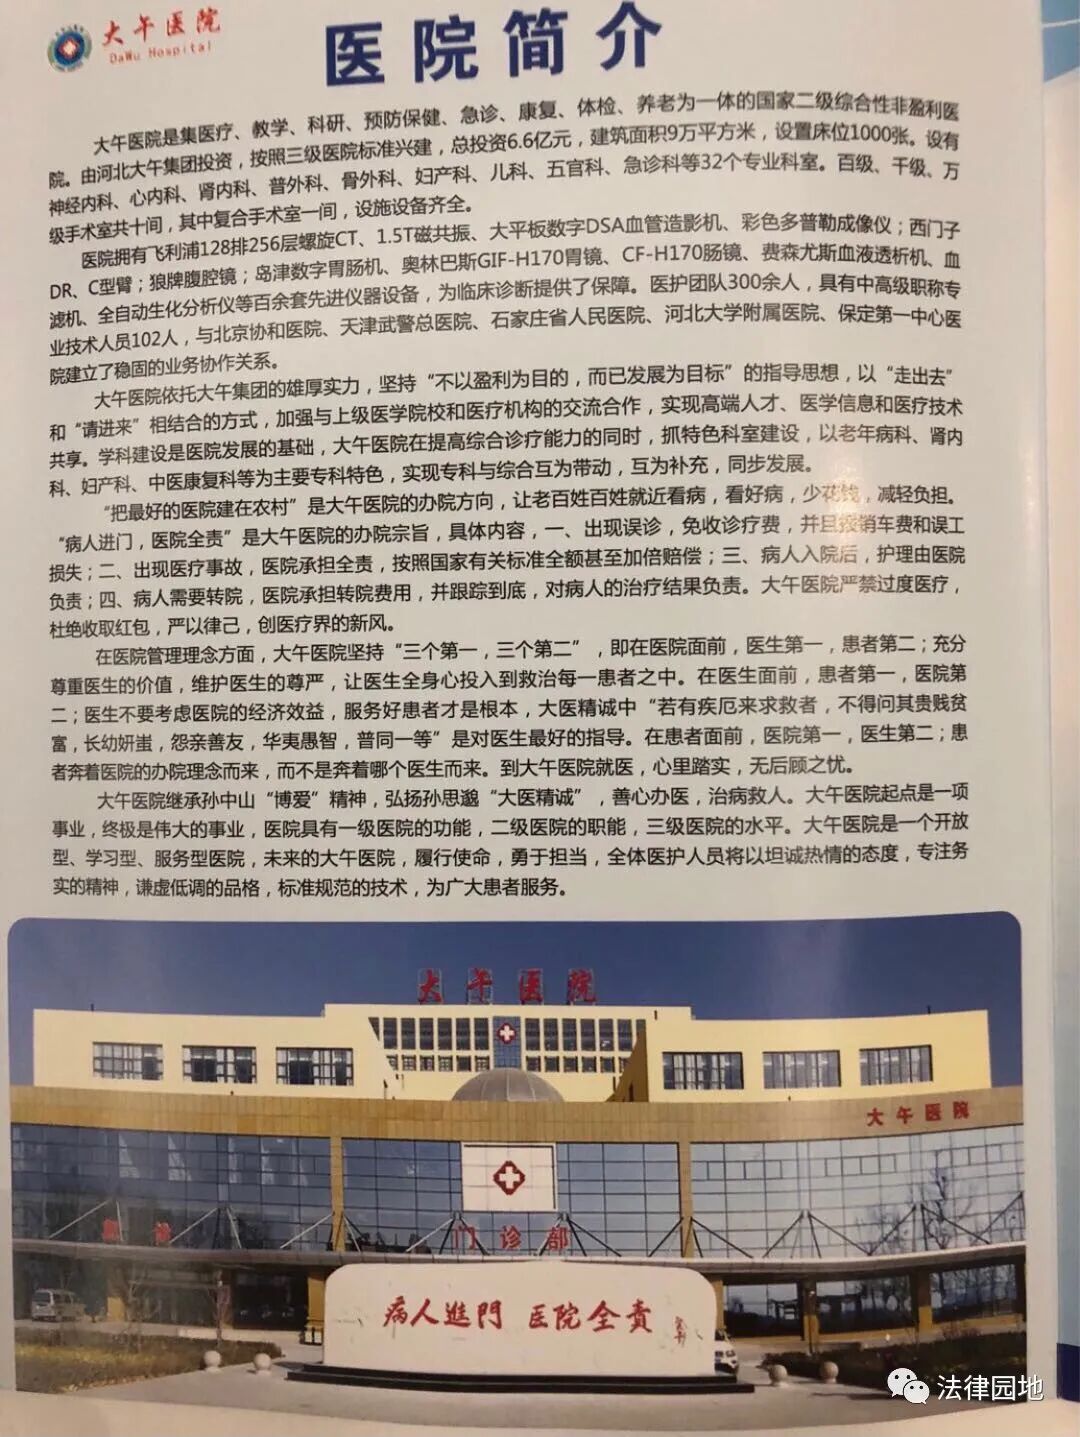 大午医院
DaWu Hospital
医院简介
大午医院是集医疗、教学、科研、预防保健、急诊、康复、体检、养老为一体的国家二级综合性非盈利医
院。由河北大午集团投资，按照三级医院标准兴建，总投资6.6亿元，建筑面积9万平方米，设置床位1000张。设有
神经内科、心内科、肾内科、普外科、骨外科、妇产科、儿科、五官科、急诊科等32个专业科室。百级、千级、万
级手术室共十间，其中复合手术室一间，设施设备齐全。
医院拥有飞利浦128排256层螺旋CT、1.5T磁共振、大平板数字DSA血管造影机、彩色多普勒成像仪；西门子
DR、C型臂；狼牌腹腔镜；岛津数字胃肠机、奥林巴斯GIF-H170胃镜、CF-H170肠镜、费森尤斯血液透析机、血
滤机、全自动生化分析仪等百余套先进仪器设备，为临床诊断提供了保障。医护团队300余人，具有中高级职称专
业技术人员102人，与北京协和医院、天津武警总医院、石家庄省人民医院、河北大学附属医院、保定第一中心医
院建立了稳固的业务协作关系。
大午医院依托大午集团的雄厚实力，坚持“不以盈利为目的，而已发展为目标”的指导思想，以“走出去”
和“请进来”相结合的方式，加强与上级医学院校和医疗机构的交流合作，实现高端人才、医学信息和医疗技术
共享。学科建设是医院发展的基础，大午医院在提高综合诊疗能力的同时，抓特色科室建设，以老年病科、肾内
科、妇产科、中医康复科等为主要专科特色，实现专科与综合互为带动，互为补充，同步发展。
“把最好的医院建在农村”是大午医院的办院方向，让老百姓百姓就近看病，看好病，少花钱，减轻负担。
“病人进门，医院全责”是大午医院的办院宗旨，具体内容，一、出现误诊，免收诊疗费，并且报销车费和误工
损失；二、出现医疗事故，医院承担全责，按照国家有关标准全额甚至加倍赔偿；三、病人入院后，护理由医院
负责；四、病人需要转院，医院承担转院费用，并跟踪到底，对病人的治疗结果负责。大午医院严禁过度医疗，
杜绝收取红包，严以律己，创医疗界的新风。
在医院管理理念方面，大午医院坚持“三个第一，三个第二”，即在医院面前，医生第一，患者第二；充分
尊重医生的价值，维护医生的尊严，让医生全身心投入到救治每一患者之中。在医生面前，患者第一，医院第
二；医生不要考虑医院的经济效益，服务好患者才是根本，大医精诚中“若有疾厄来求救者，不得问其贵贱贫
富，长幼妍蚩，怨亲善友，华夷愚智，普同一等”是对医生最好的指导。在患者面前，医院第一，医生第二；患
者奔着医院的办院理念而来，而不是奔着哪个医生而来。到大午医院就医，心里踏实，无后顾之忧。
大午医院继承孙中山“博爱”精神，弘扬孙思邈“大医精诚”，善心办医，治病救人。大午医院起点是一项
事业，终极是伟大的事业，医院具有一级医院的功能，二级医院的职能，三级医院的水平。大午医院是一个开放
型、学习型、服务型医院，未来的大午医院，履行使命，勇于担当，全体医护人员将以坦诚热情的态度，专注务
实的精神，谦虚低调的品格，标准规范的技术，为广大患者服务。
大午医院
大午医院
门诊部
病人进門 医院全责
法律园地